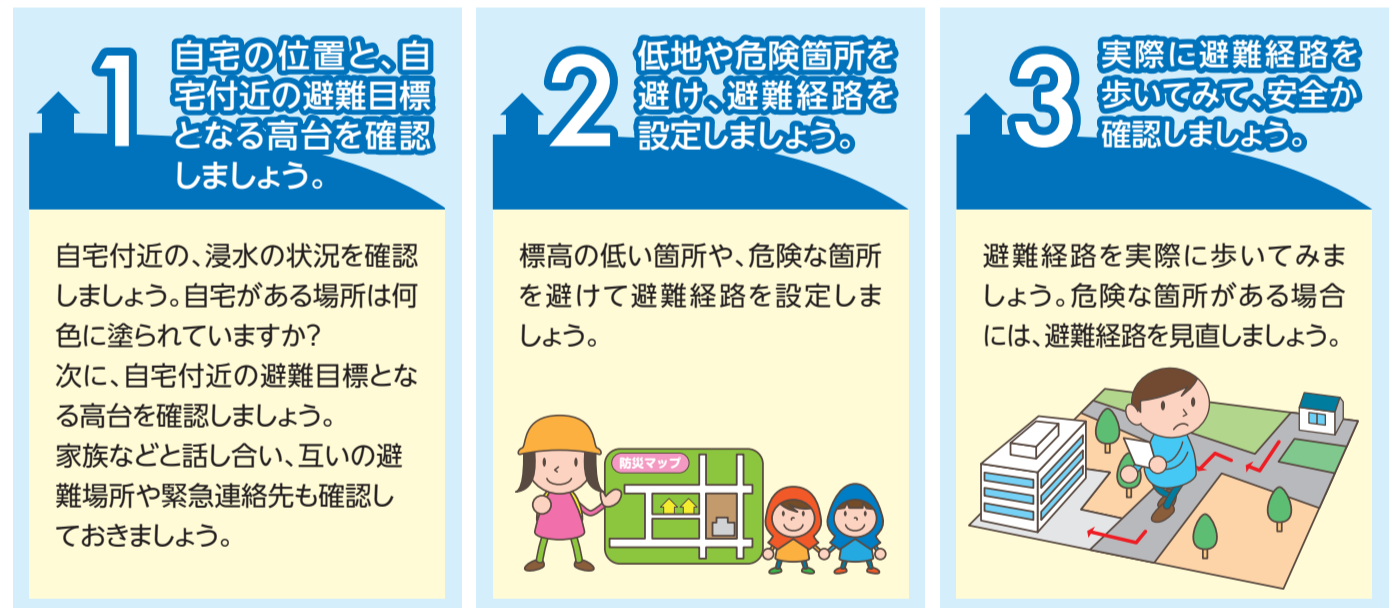 1
自宅の位置と、自
宅付近の避難目標
となる高台を確認
しましょう。
自宅付近の、浸水の状況を確認
しましょう。自宅がある場所は何
色に塗られていますか?
次に、自宅付近の避難目標とな
る高台を確認しましょう。
家族などと話し合い、互いの避
難場所や緊急連絡先も確認し
ておきましょう。
2
低地や危険箇所を
避け、避難経路を
設定しましょう。
標高の低い箇所や、危険な箇所
を避けて避難経路を設定しま
しょう。
防災マップ
3
実際に避難経路を
歩いてみて、安全か
確認しましょう。
避難経路を実際に歩いてみま
しょう。危険な箇所がある場合
には、避難経路を見直しましょう。